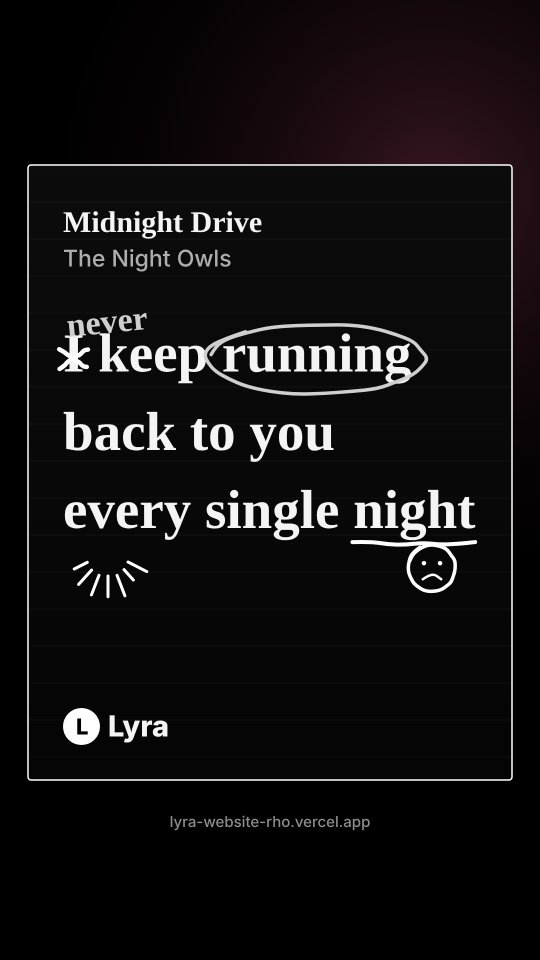 Midnight Drive
The Night Owls
never
I keep running
back to you
every single night
L Lyra
lyra-website-rho.vercel.app